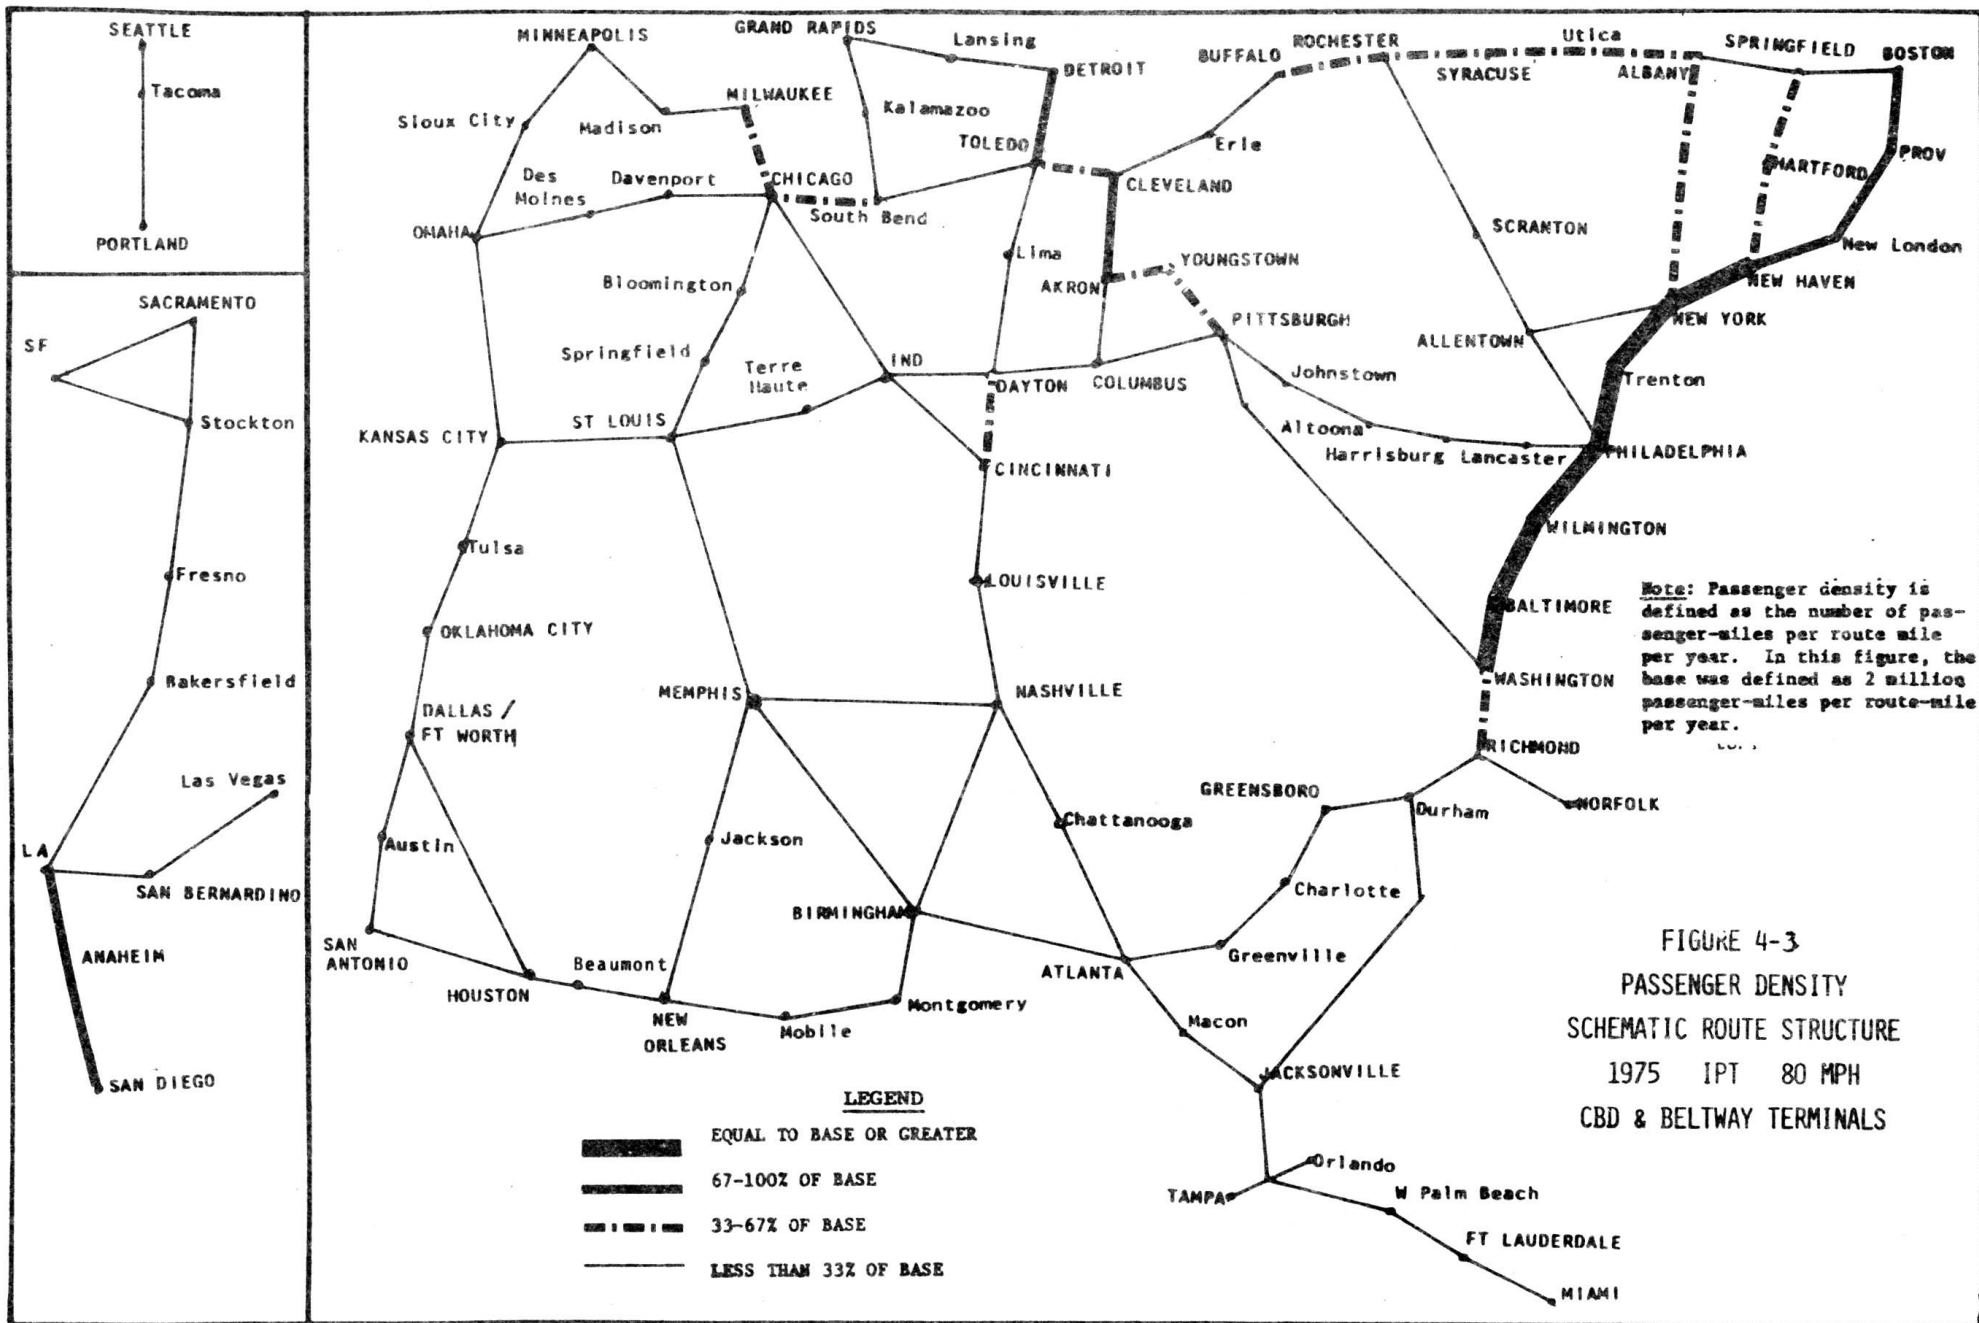 SEATTLE
Tacoma
PORTLAND
SACRAMENTO
SF
Stockton
Fresno
Bakersfield
Las Vegas
LA
SAN BERNARDINO
ANAHEIM
SAN DIEGO
MINNEAPOLIS
GRAND RAPIDS
Lansing
DETROIT
BUFFALO
ROCHESTER
Utica
SYRACUSE
ALBANY
SPRINGFIELD
BOSTON
MILWAUKEE
Kalamazoo
Sioux City
Madison
TOLEDO
Erie
HARTFORD
PROV
Des
Moines
Davenport
CHICAGO
South Bend
CLEVELAND
OMAHA
SCRANTON
New London
Lima
YOUNGSTOWN
Bloomington
AKRON
NEW HAVEN
PITTSBURGH
NEW YORK
ALLENTOWN
Springfield
Terre
Haute
IND
DAYTON
COLUMBUS
Johnstown
Trenton
KANSAS CITY
ST LOUIS
Altoona
Harrisburg
Lancaster
PHILADELPHIA
CINCINNATI
Tulsa
WILMINGTON
LOUISVILLE
BALTIMORE
OKLAHOMA CITY
Note: Passenger density is
defined as the number of pas-
senger-miles per route mile
per year. In this figure, the
base was defined as 2 million
passenger-miles per route-mile
per year.
MEMPHIS
NASHVILLE
WASHINGTON
DALLAS /
FT WORTH
RICHMOND
GREENSBORO
Durham
NORFOLK
Austin
Jackson
Chattanooga
Charlotte
BIRMINGHAM
SAN
ANTONIO
HOUSTON
Beaumont
NEW
ORLEANS
Mobile
Montgomery
ATLANTA
Greenville
Macon
JACKSONVILLE
Orlando
TAMPA
W Palm Beach
FT LAUDERDALE
MIAMI
FIGURE 4-3
PASSENGER DENSITY
SCHEMATIC ROUTE STRUCTURE
1975 IPT 80 MPH
CBD & BELTWAY TERMINALS
LEGEND
EQUAL TO BASE OR GREATER
67-100% OF BASE
33-67% OF BASE
LESS THAN 33% OF BASE